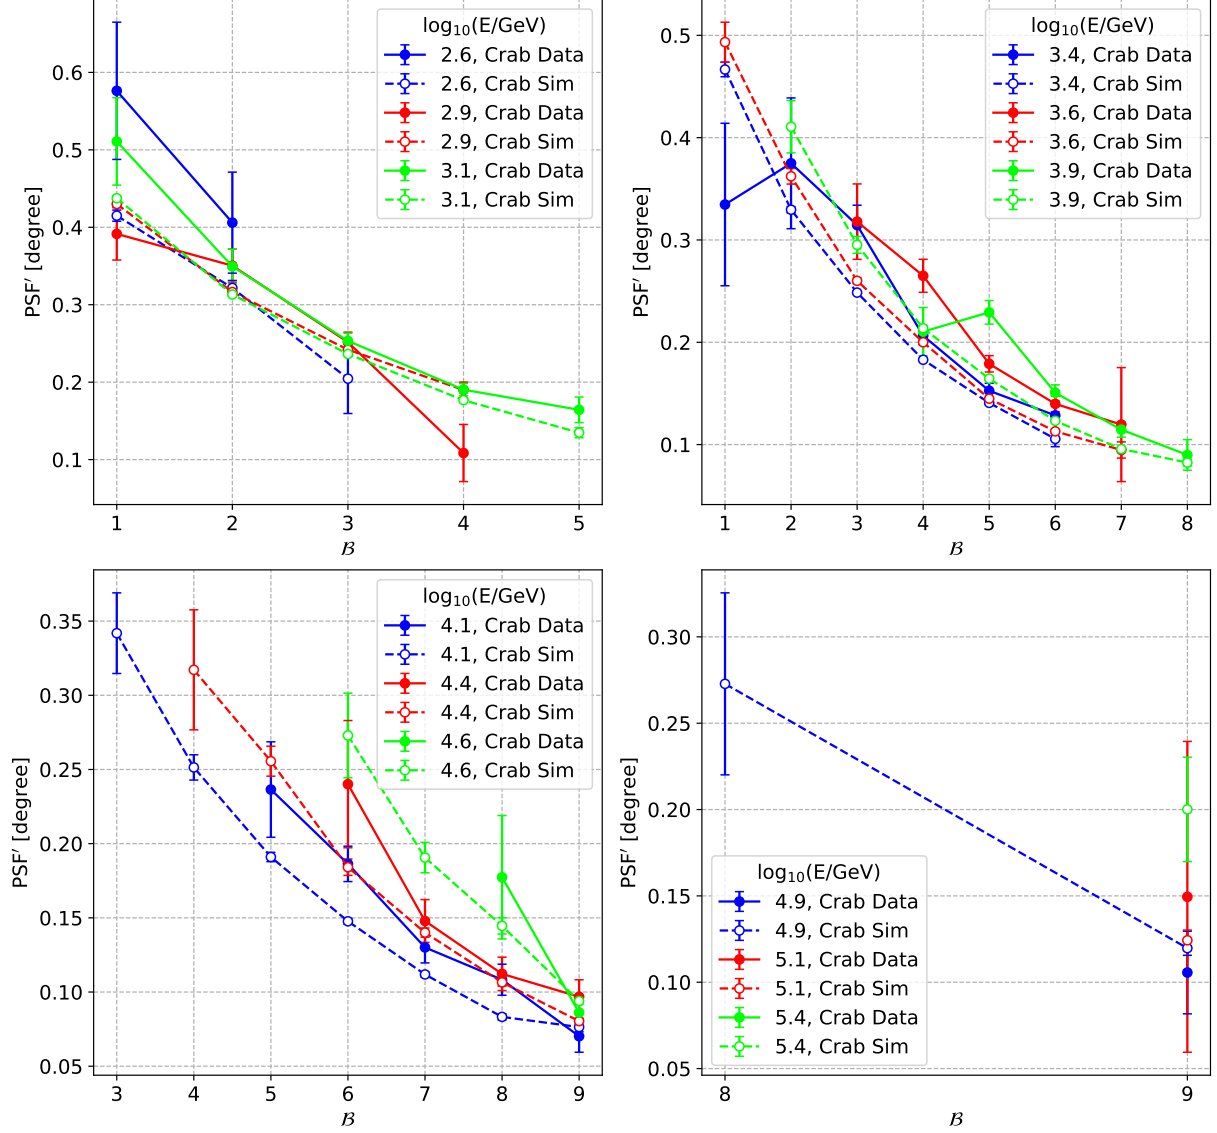 log₁₀(E/GeV)
2.6, Crab Data
2.6, Crab Sim
2.9, Crab Data
2.9, Crab Sim
3.1, Crab Data
3.1, Crab Sim
0.6
0.5
0.4
0.3
0.2
0.1
PSF′ [degree]
1 2 3 4 5
ℬ
log₁₀(E/GeV)
3.4, Crab Data
3.4, Crab Sim
3.6, Crab Data
3.6, Crab Sim
3.9, Crab Data
3.9, Crab Sim
0.5
0.4
0.3
0.2
0.1
PSF′ [degree]
1 2 3 4 5 6 7 8
ℬ
log₁₀(E/GeV)
4.1, Crab Data
4.1, Crab Sim
4.4, Crab Data
4.4, Crab Sim
4.6, Crab Data
4.6, Crab Sim
0.35
0.30
0.25
0.20
0.15
0.10
0.05
PSF′ [degree]
3 4 5 6 7 8 9
ℬ
0.30
0.25
0.20
0.15
0.10
0.05
PSF′ [degree]
log₁₀(E/GeV)
4.9, Crab Data
4.9, Crab Sim
5.1, Crab Data
5.1, Crab Sim
5.4, Crab Data
5.4, Crab Sim
8 9
ℬ